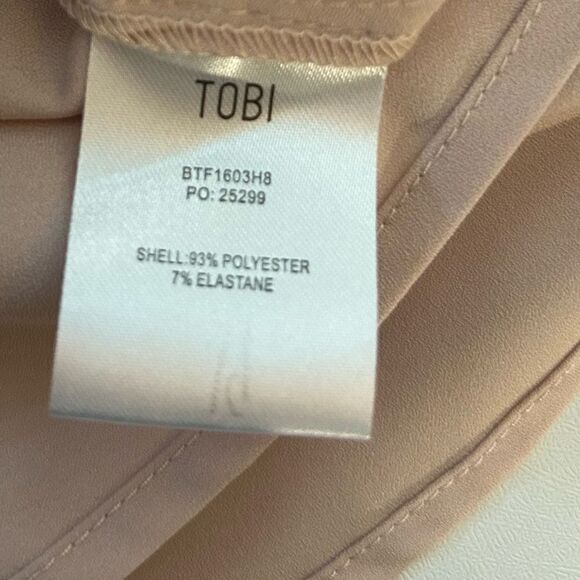 TOBI
BTF1603H8
PO: 25299
SHELL:93% POLYESTER
7% ELASTANE